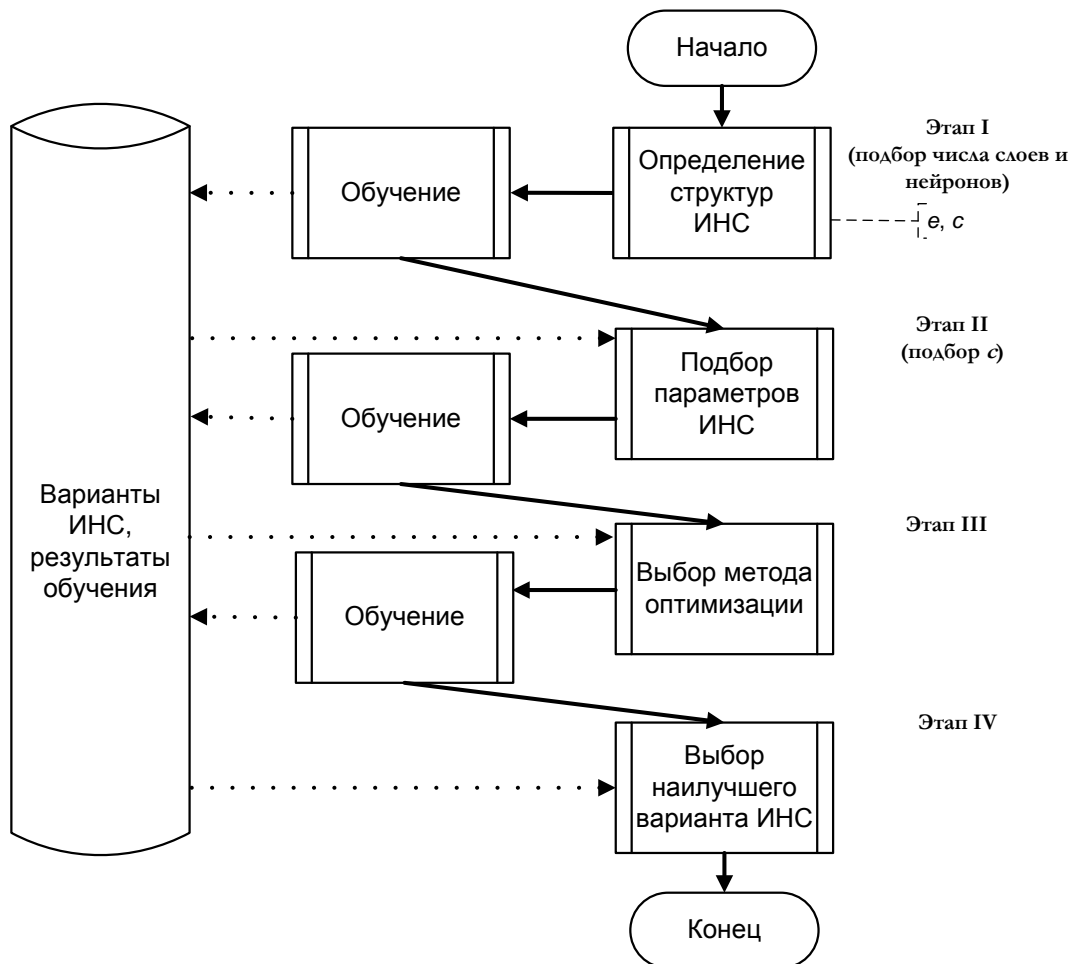 Начало
Обучение
Определение
структур
ИНС
Этап I
(подбор числа слоев и
нейронов)
e, c
Подбор
параметров
ИНС
Этап II
(подбор c)
Обучение
Варианты
ИНС,
результаты
обучения
Выбор метода
оптимизации
Этап III
Обучение
Выбор
наилучшего
варианта ИНС
Этап IV
Конец